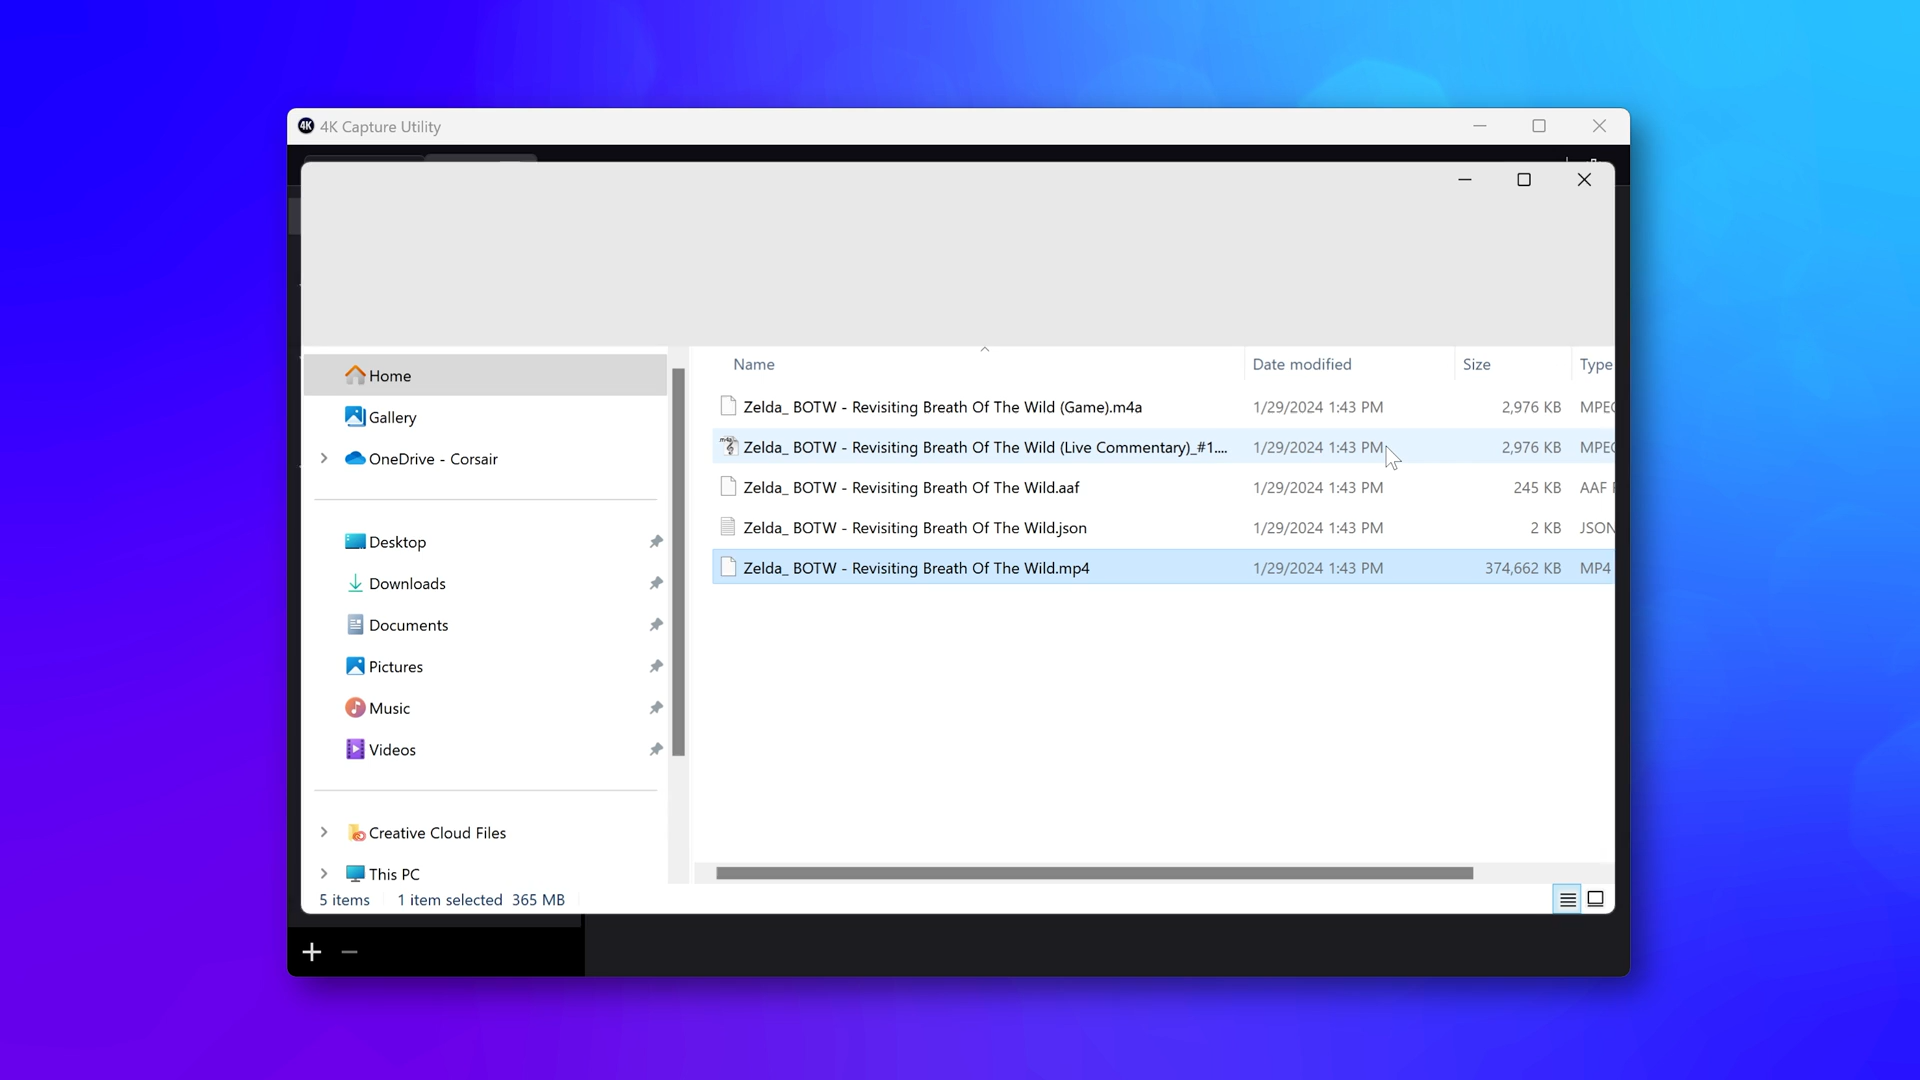 4K 4K Capture Utility
Name Date modified Size Type
Home
Gallery
OneDrive - Corsair
Desktop
Downloads
Documents
Pictures
Music
Videos
Creative Cloud Files
This PC
Zelda_ BOTW - Revisiting Breath Of The Wild (Game).m4a 1/29/2024 1:43 PM 2,976 KB MPEG
Zelda_ BOTW - Revisiting Breath Of The Wild (Live Commentary)_#1.... 1/29/2024 1:43 PM 2,976 KB MPEG
Zelda_ BOTW - Revisiting Breath Of The Wild.aaf 1/29/2024 1:43 PM 245 KB AAF
Zelda_ BOTW - Revisiting Breath Of The Wild.json 1/29/2024 1:43 PM 2 KB JSON
Zelda_ BOTW - Revisiting Breath Of The Wild.mp4 1/29/2024 1:43 PM 374,662 KB MP4
5 items 1 item selected 365 MB